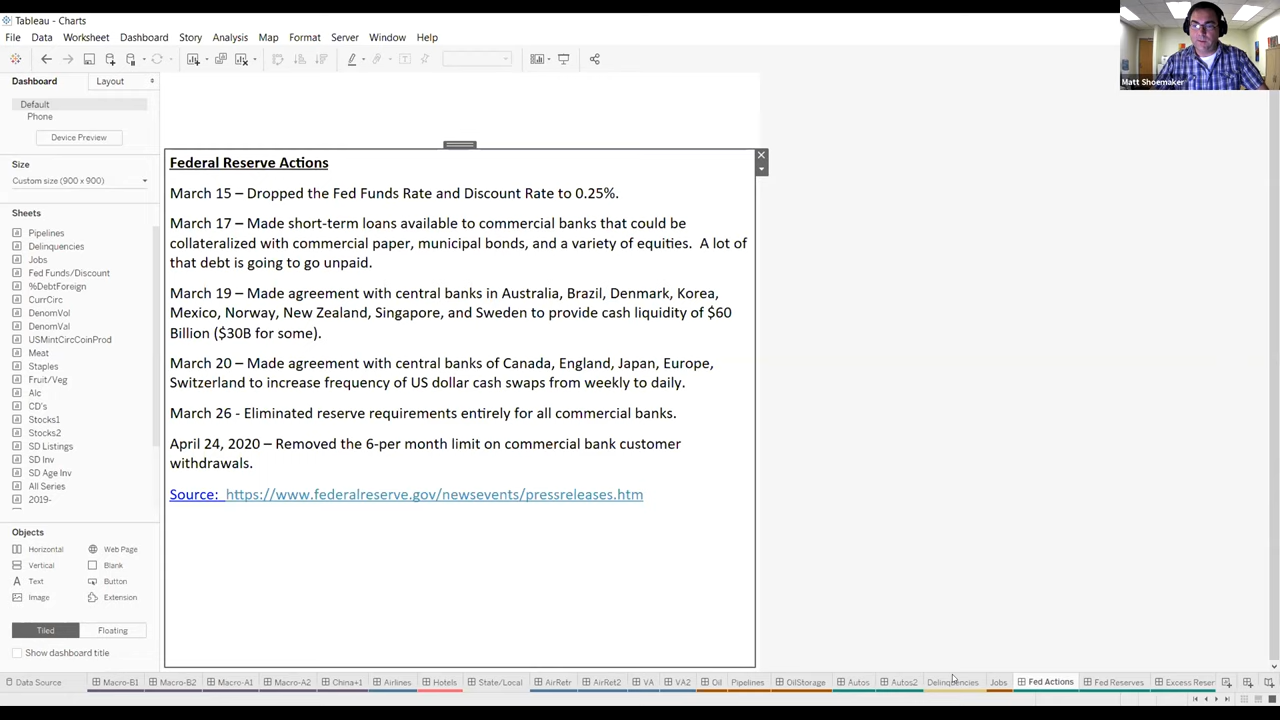 Tableau - Charts
File Data Worksheet Dashboard Story Analysis Map Format Server Window Help
Dashboard Layout
Default
Phone
Device Preview
Size
Custom size (900 x 900)
Sheets
Pipelines
Delinquencies
Jobs
Fed Funds/Discount
%DebtForeign
CurrCirc
DenomVol
DenomVal
USMintCircCoinProd
Meat
Staples
Fruit/Veg
Alc
CD's
Stocks1
Stocks2
SD Listings
SD Inv
SD Age Inv
All Series
2019-
Objects
Horizontal Web Page
Vertical Blank
Text Button
Image Extension
Tiled Floating
Show dashboard title
Federal Reserve Actions
March 15 – Dropped the Fed Funds Rate and Discount Rate to 0.25%.
March 17 – Made short-term loans available to commercial banks that could be
collateralized with commercial paper, municipal bonds, and a variety of equities. A lot of
that debt is going to go unpaid.
March 19 – Made agreement with central banks in Australia, Brazil, Denmark, Korea,
Mexico, Norway, New Zealand, Singapore, and Sweden to provide cash liquidity of $60
Billion ($30B for some).
March 20 – Made agreement with central banks of Canada, England, Japan, Europe,
Switzerland to increase frequency of US dollar cash swaps from weekly to daily.
March 26 - Eliminated reserve requirements entirely for all commercial banks.
April 24, 2020 – Removed the 6-per month limit on commercial bank customer
withdrawals.
Source: https://www.federalreserve.gov/newsevents/pressreleases.htm
Matt Shoemaker
Data Source Macro-B1 Macro-B2 Macro-A1 Macro-A2 China+1 Airlines Hotels State/Local AirRetr AirRet2 VA VA2 Oil Pipelines OilStorage Autos Autos2 Delinquencies Jobs Fed Actions Fed Reserves Excess Reser